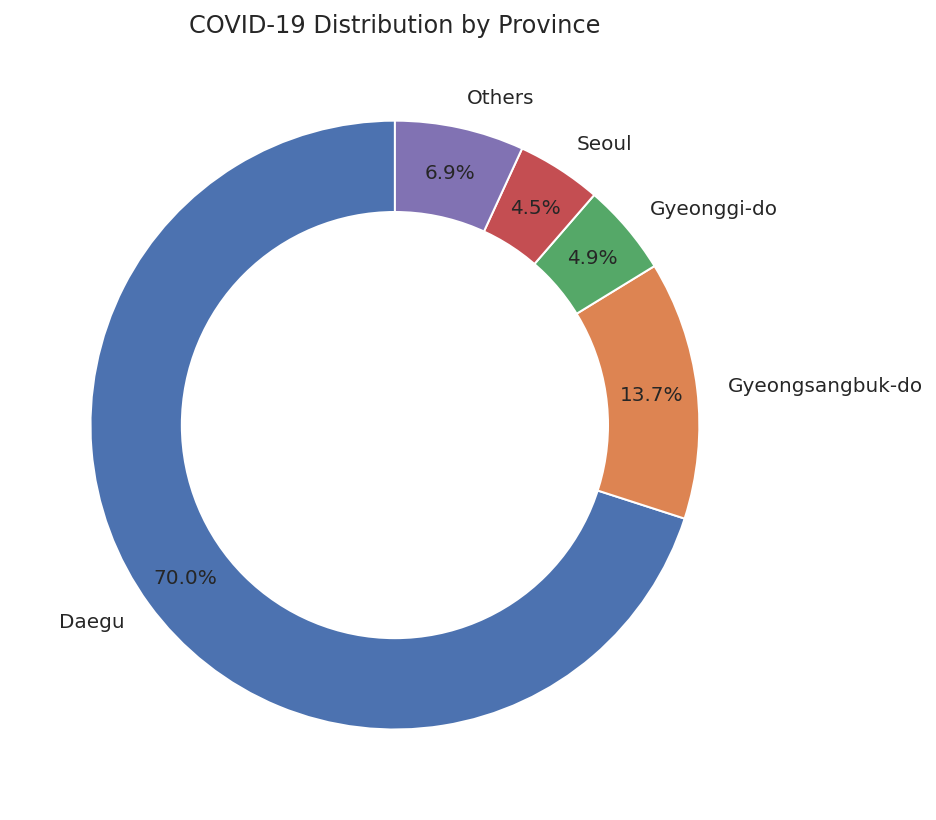 COVID-19 Distribution by Province
Others
Seoul
6.9%
4.5%
Gyeonggi-do
4.9%
Gyeongsangbuk-do
13.7%
70.0%
Daegu